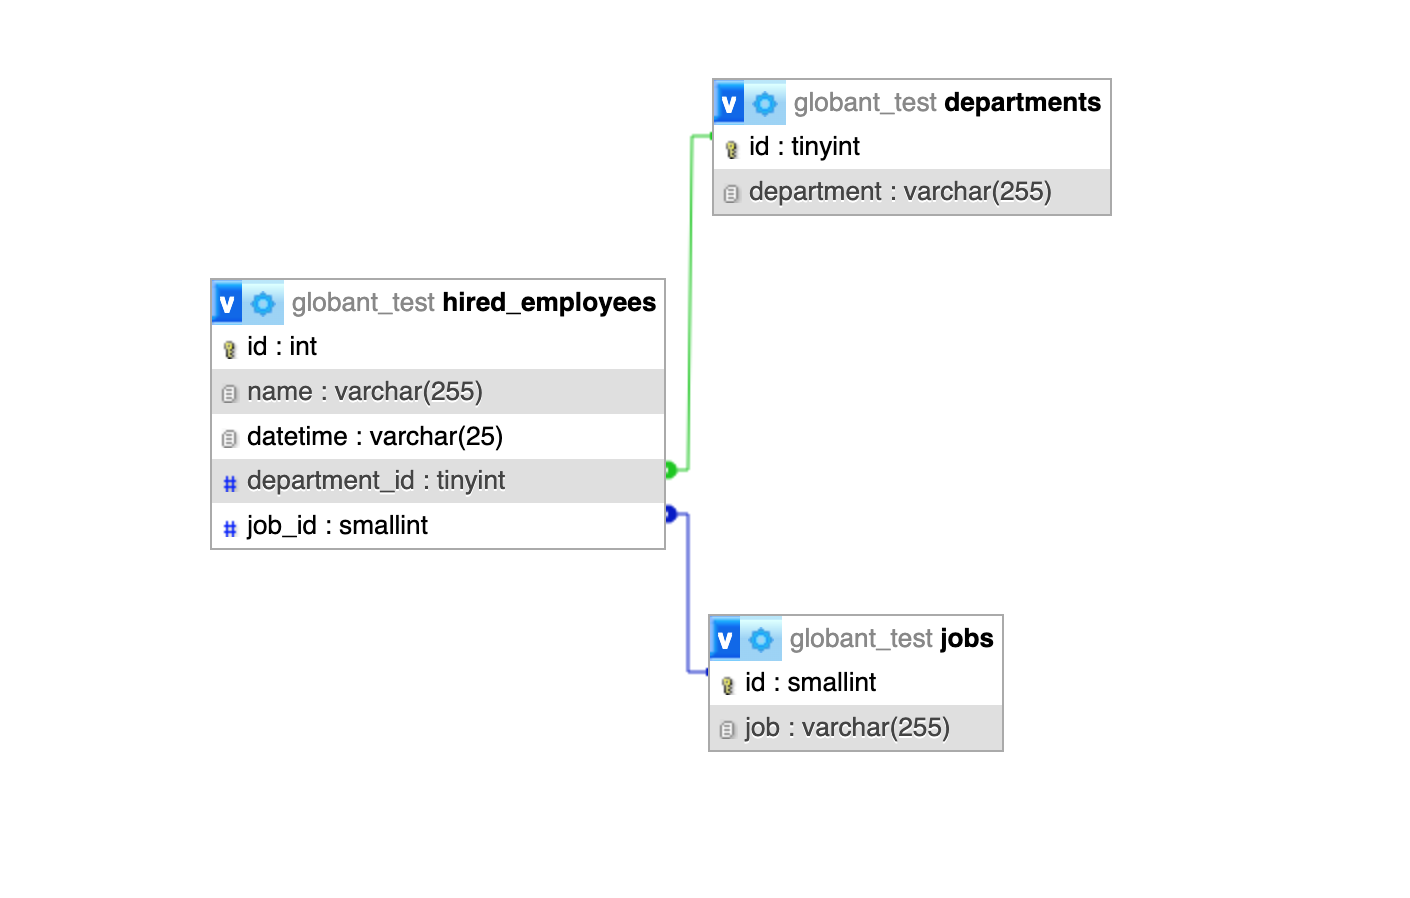 v globant_test departments
id : tinyint
department : varchar(255)
v globant_test hired_employees
id : int
name : varchar(255)
datetime : varchar(25)
# department_id : tinyint
# job_id : smallint
v globant_test jobs
id : smallint
job : varchar(255)